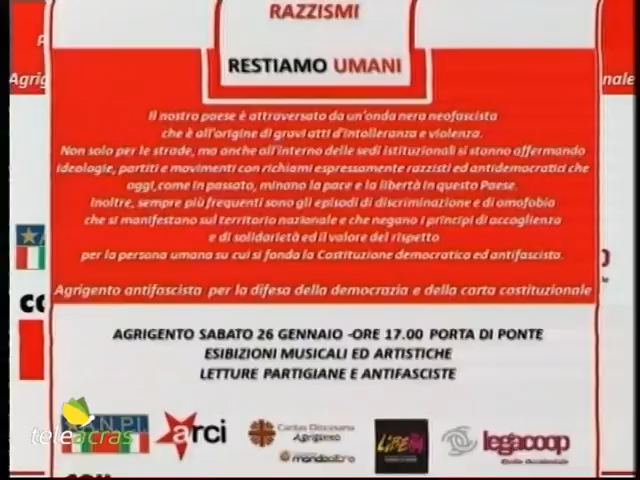 RAZZISMI
RESTIAMO UMANI
Il nostro paese è attraversato da un'onda nera neofascista
che è all'origine di gravi atti d'intolleranza e violenza.
Non solo per le strade, ma anche all'interno delle sedi istituzionali si stanno affermando
ideologie, partiti e movimenti con richiami espressamente razzisti ed antidemocratici che
oggi,come in passato, minano la pace e la libertà in questo Paese.
Inoltre, sempre più frequenti sono gli episodi di discriminazione e di omofobia
che si manifestano sul territorio nazionale e che negano i principi di accoglienza
e di solidarietà ed il valore del rispetto
per la persona umana su cui si fonda la Costituzione democratica ed antifascista.
Agrigento antifascista per la difesa della democrazia e della carta costituzionale
AGRIGENTO SABATO 26 GENNAIO -ORE 17.00 PORTA DI PONTE
ESIBIZIONI MUSICALI ED ARTISTICHE
LETTURE PARTIGIANE E ANTIFASCISTE
A.N.P.I.
arci
Caritas Diocesana
Agrigento
mondoaltro
LiBERA
legacoop
Sicilia Occidentale
teleacras
Agrig
nale